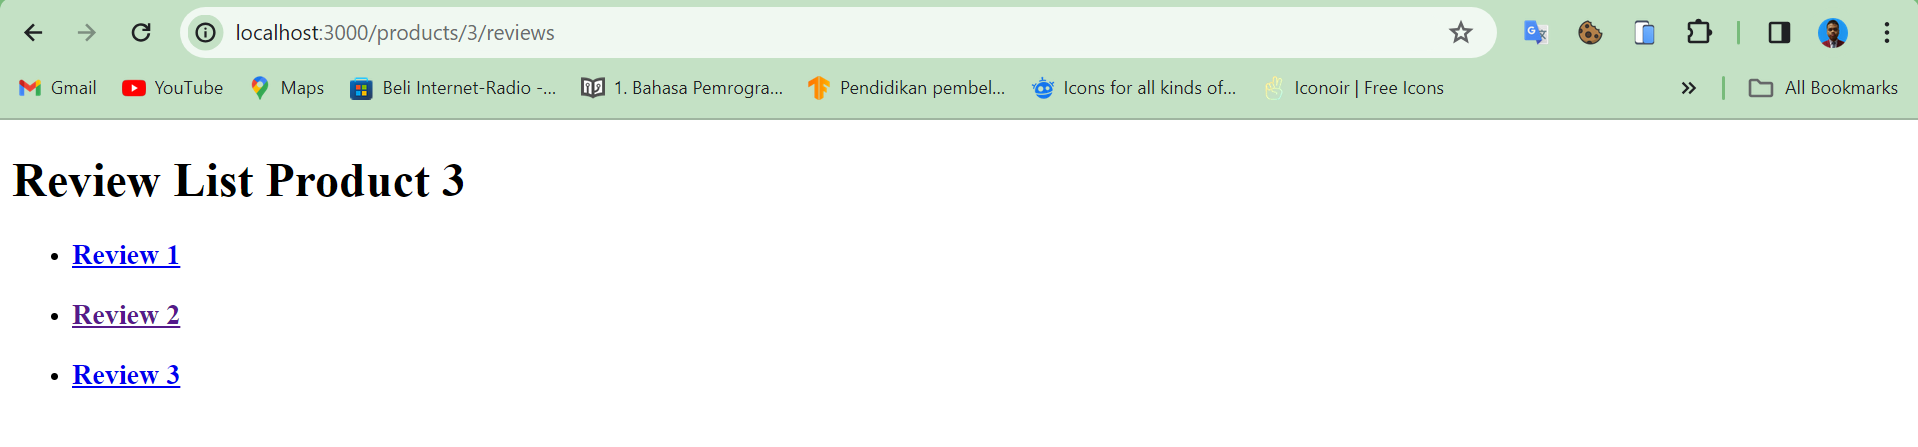 localhost:3000/products/3/reviews
Gmail YouTube Maps Beli Internet-Radio -... 1. Bahasa Pemrogra... Pendidikan pembel... Icons for all kinds of... Iconoir | Free Icons » All Bookmarks
Review List Product 3
Review 1
Review 2
Review 3